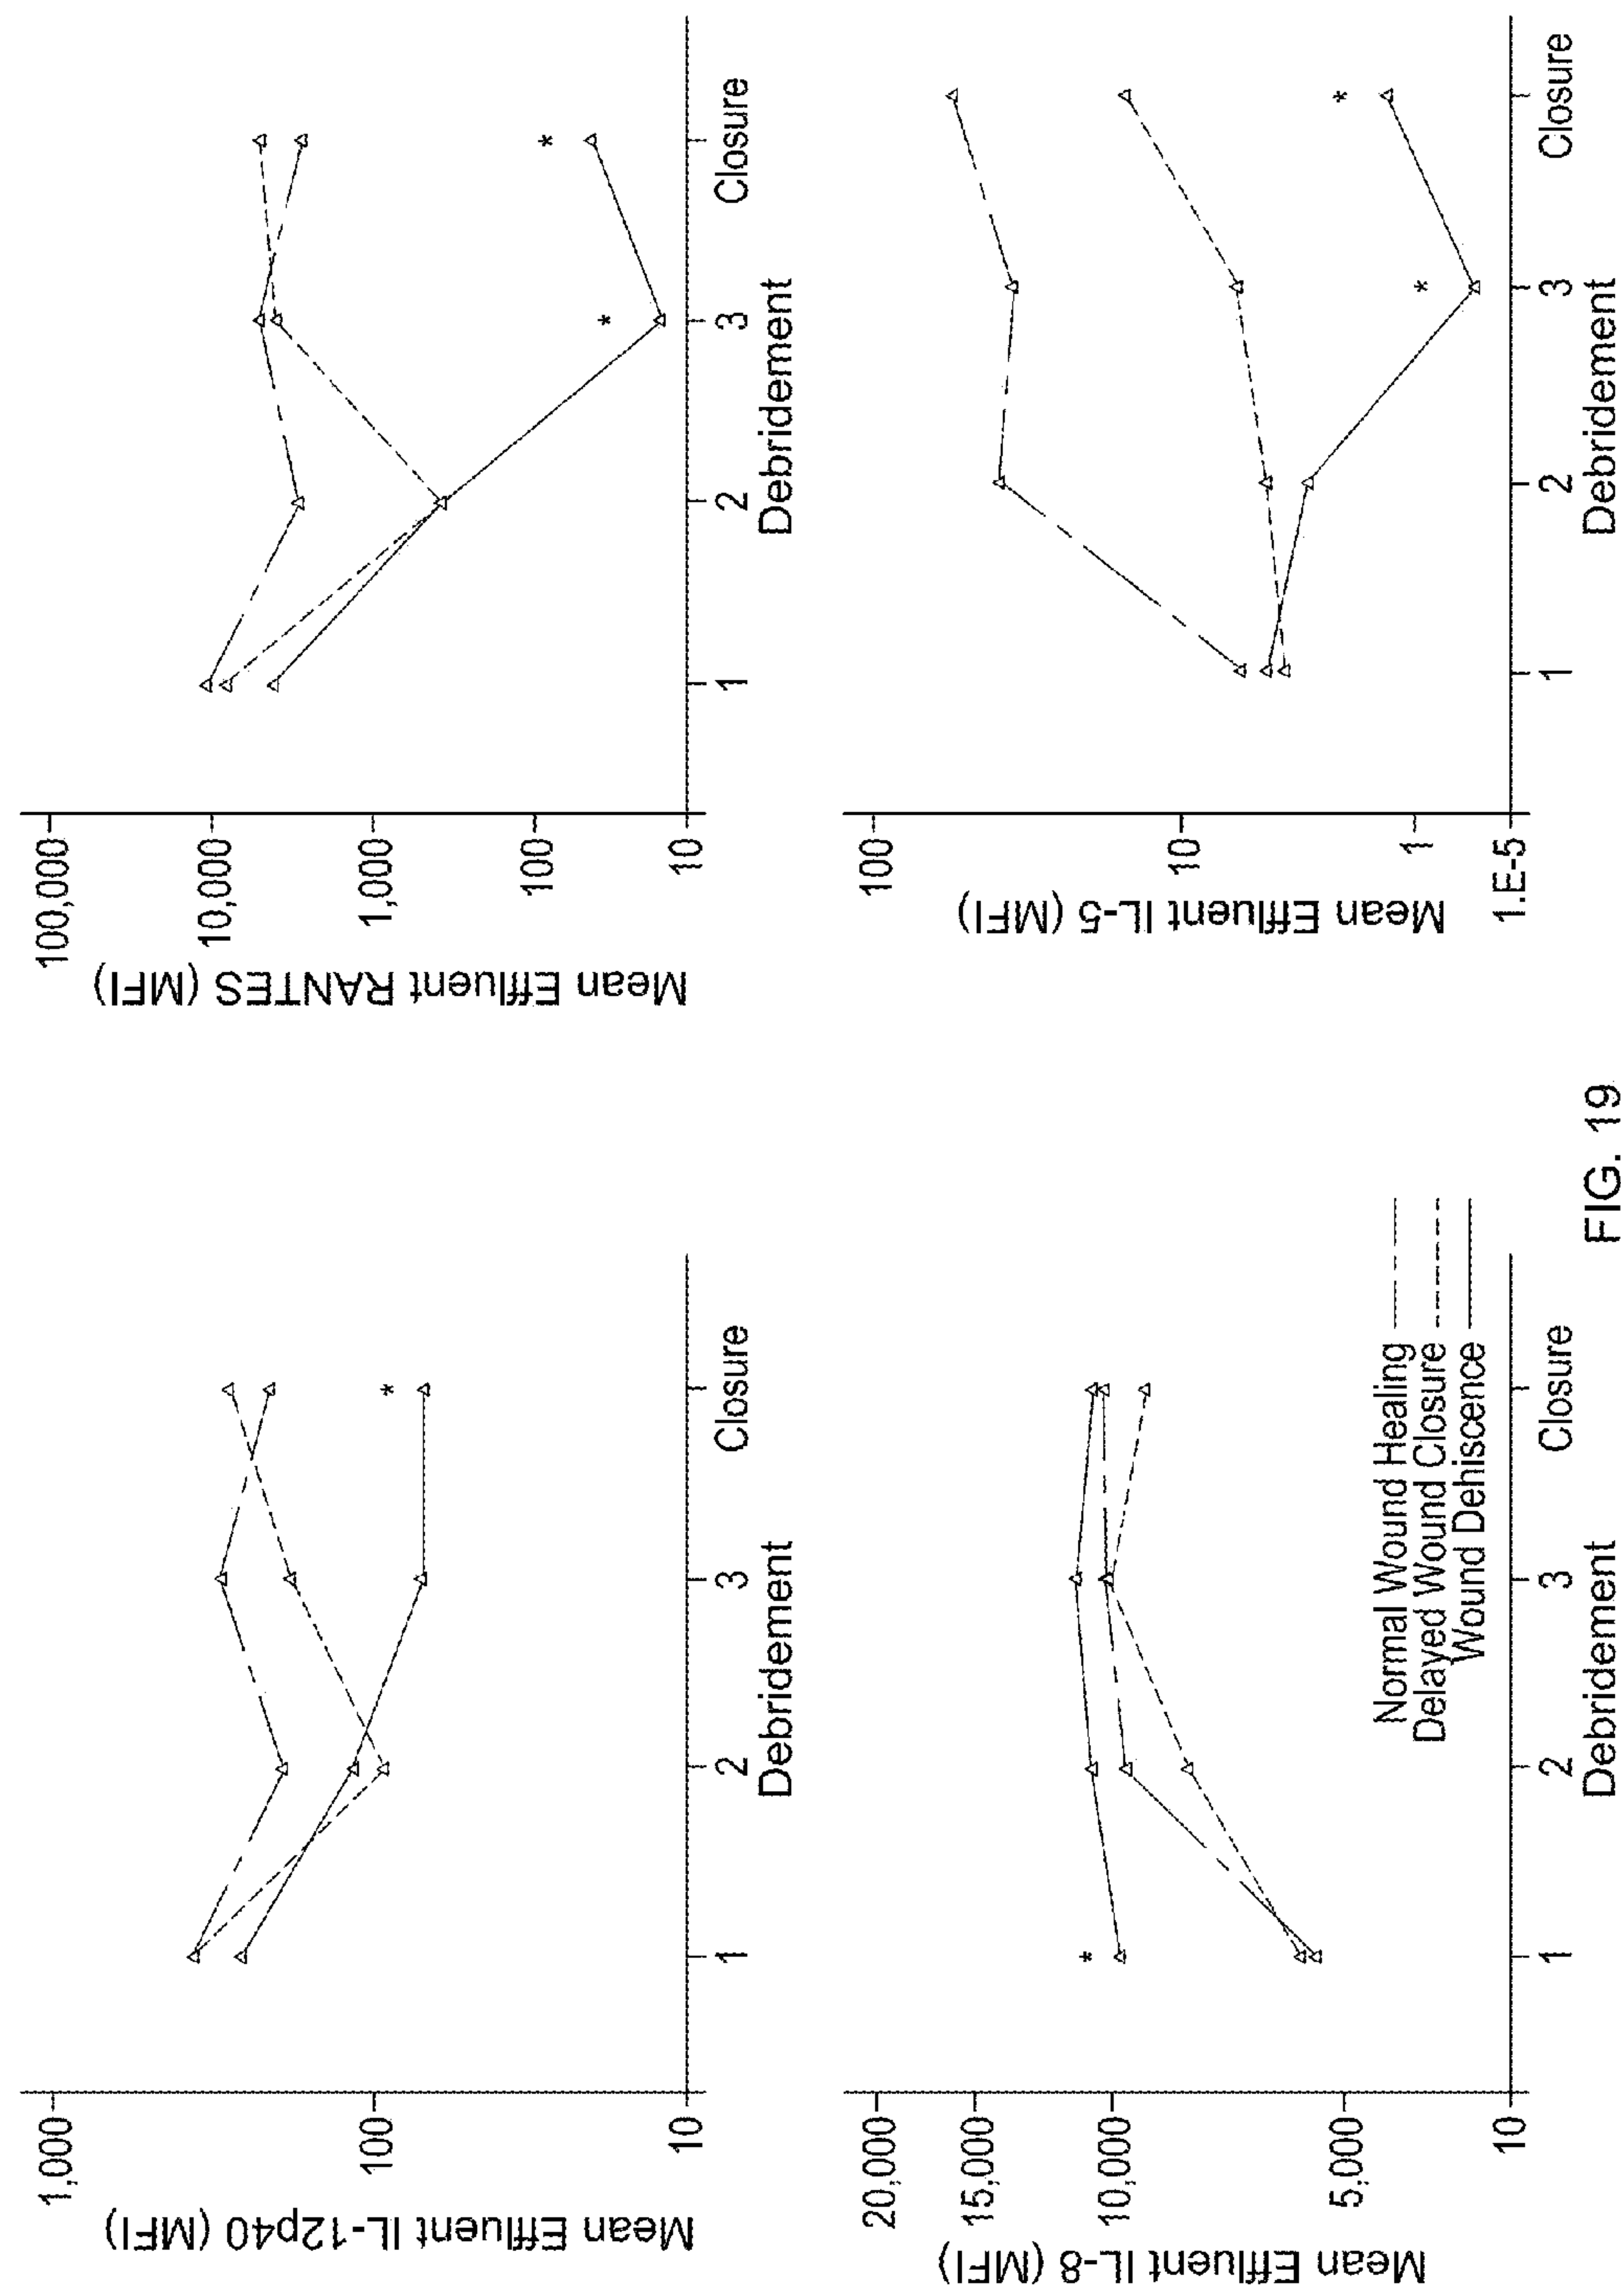 Mean Effluent IL-12p40 (MFI)
1,000
100
10
*
1
2
3
Closure
Debridement
Mean Effluent RANTES (MFI)
100,000
10,000
1,000
100
10
*
*
1
2
3
Closure
Debridement
Mean Effluent IL-8 (MFI)
20,000
15,000
10,000
5,000
10
*
1
2
3
Closure
Debridement
Normal Wound Healing
Delayed Wound Closure
Wound Dehiscence
Mean Effluent IL-5 (MFI)
100
10
1
1.E-5
*
*
1
2
3
Closure
Debridement
FIG. 19